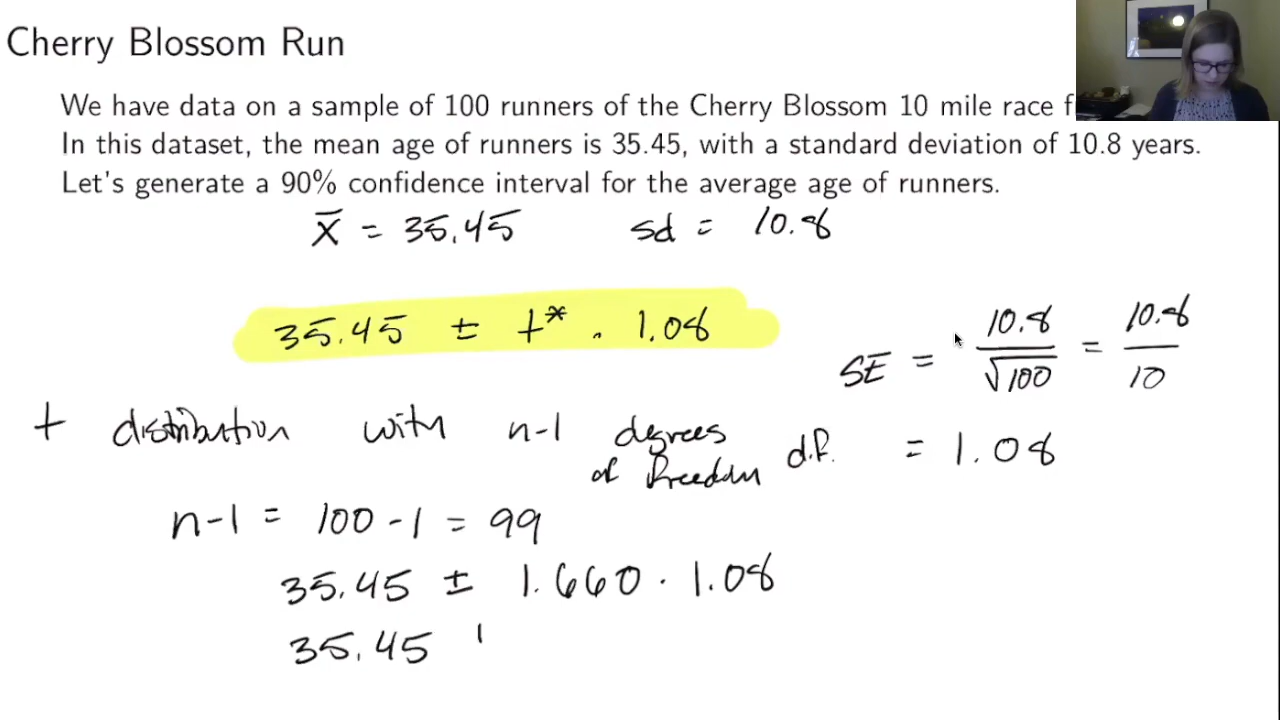 Cherry Blossom Run
We have data on a sample of 100 runners of the Cherry Blossom 10 mile race
In this dataset, the mean age of runners is 35.45, with a standard deviation of 10.8 years.
Let's generate a 90% confidence interval for the average age of runners.
x̄ = 35.45 sd = 10.8
35.45 ± t* . 1.08
SE = 10.8 / √100 = 10.8 / 10
= 1.08
t distribution with n-1 degrees
of freedom d.f.
n-1 = 100 - 1 = 99
35.45 ± 1.660 · 1.08
35.45